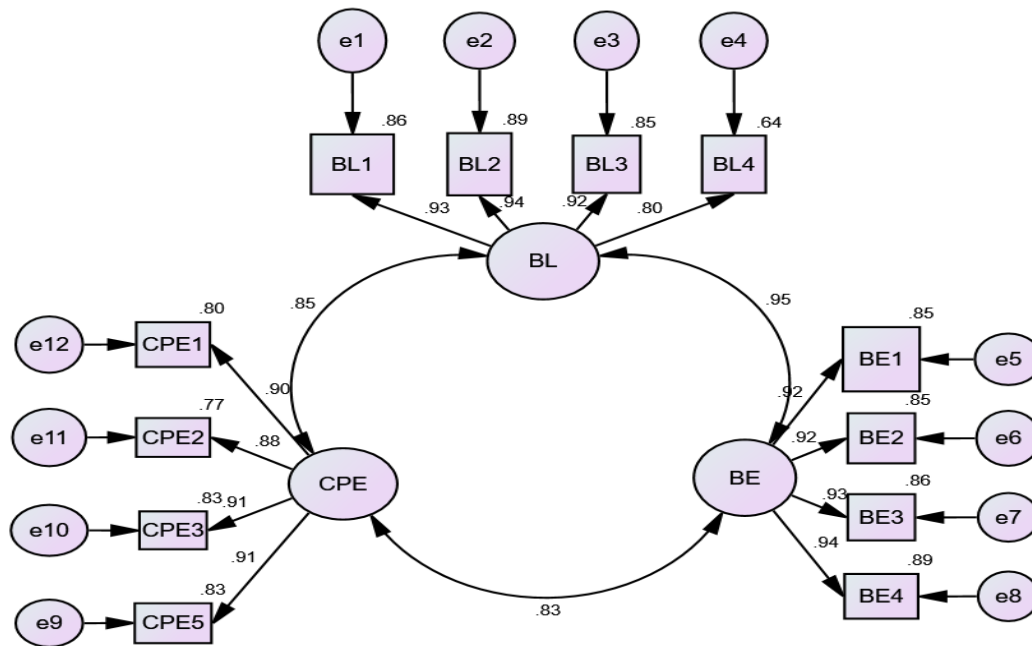 e1 e2 e3 e4
.86 .89 .85 .64
BL1 BL2 BL3 BL4
.93 .94 .92 .80
BL
.85 .95
.80 .85
e12 CPE1 BE1 e5
.90 .92
.77 .85
e11 CPE2 .88 .92 BE2 e6
CPE BE
.83 .91 .93 .86
e10 CPE3 BE3 e7
.91 .94
.83 .89
e9 CPE5 BE4 e8
.83